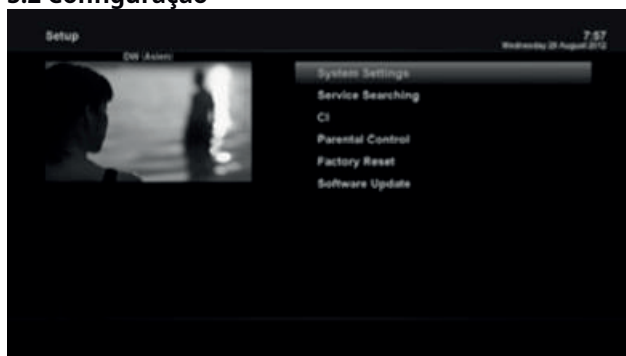 5.2 Configuração
Setup
7:57
Wednesday 29 August 2012
DW (Asien)
System Settings
Service Searching
CI
Parental Control
Factory Reset
Software Update